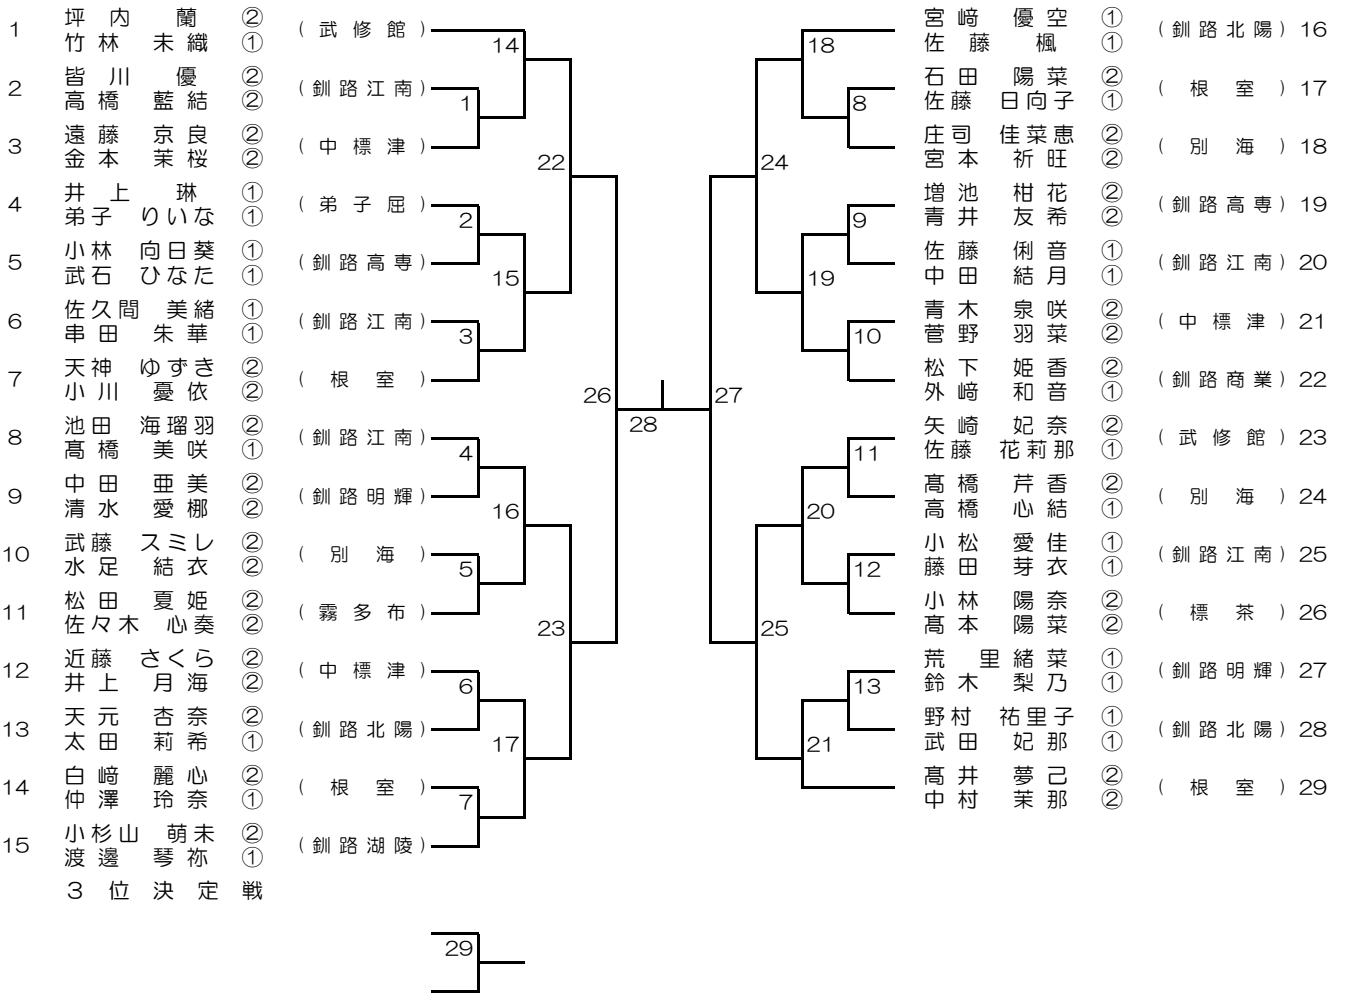 1 坪内 蘭 ② (武修館)
竹林 未織 ①
2 皆川 優 ② (釧路江南)
高橋 藍結 ②
3 遠藤 京良 ② (中標津)
金本 茉桜 ②
4 井上 琳 ① (弟子屈)
弟子 りいな ①
5 小林 向日葵 ① (釧路高専)
武石 ひなた ①
6 佐久間 美緒 ① (釧路江南)
串田 朱華 ①
7 天神 ゆずき ② (根室)
小川 憂依 ②
8 池田 海瑠羽 ② (釧路江南)
髙橋 美咲 ①
9 中田 亜美 ② (釧路明輝)
清水 愛梛 ②
10 武藤 スミレ ② (別海)
水足 結衣 ②
11 松田 夏姫 ② (霧多布)
佐々木 心奏 ②
12 近藤 さくら ② (中標津)
井上 月海 ②
13 天元 杏奈 ② (釧路北陽)
太田 莉希 ①
14 白﨑 麗心 ② (根室)
仲澤 玲奈 ①
15 小杉山 萌未 ② (釧路湖陵)
渡邊 琴祢 ①
3位決定戦
29
14
1
22
2
15
3
26
4
16
5
23
6
17
7
28
18
8
24
9
19
10
27
11
20
12
25
13
21
宮﨑 優空 ① (釧路北陽) 16
佐藤 楓 ①
石田 陽菜 ② (根室) 17
佐藤 日向子 ①
庄司 佳菜恵 ② (別海) 18
宮本 祈旺 ②
増池 柑花 ② (釧路高専) 19
青井 友希 ②
佐藤 俐音 ① (釧路江南) 20
中田 結月 ①
青木 泉咲 ② (中標津) 21
菅野 羽菜 ②
松下 姫香 ② (釧路商業) 22
外﨑 和音 ①
矢崎 妃奈 ② (武修館) 23
佐藤 花莉那 ①
髙橋 芹香 ② (別海) 24
高橋 心結 ①
小松 愛佳 ① (釧路江南) 25
藤田 芽衣 ①
小林 陽奈 ② (標茶) 26
髙本 陽菜 ②
荒 里緒菜 ① (釧路明輝) 27
鈴木 梨乃 ①
野村 祐里子 ① (釧路北陽) 28
武田 妃那 ①
髙井 夢己 ② (根室) 29
中村 茉那 ②